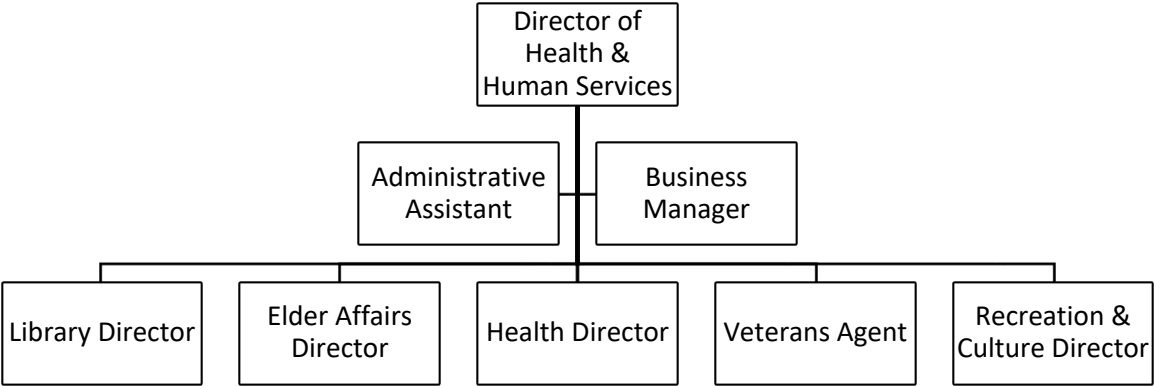 Director of
Health &
Human Services
Administrative
Assistant
Business
Manager
Library Director
Elder Affairs
Director
Health Director
Veterans Agent
Recreation &
Culture Director